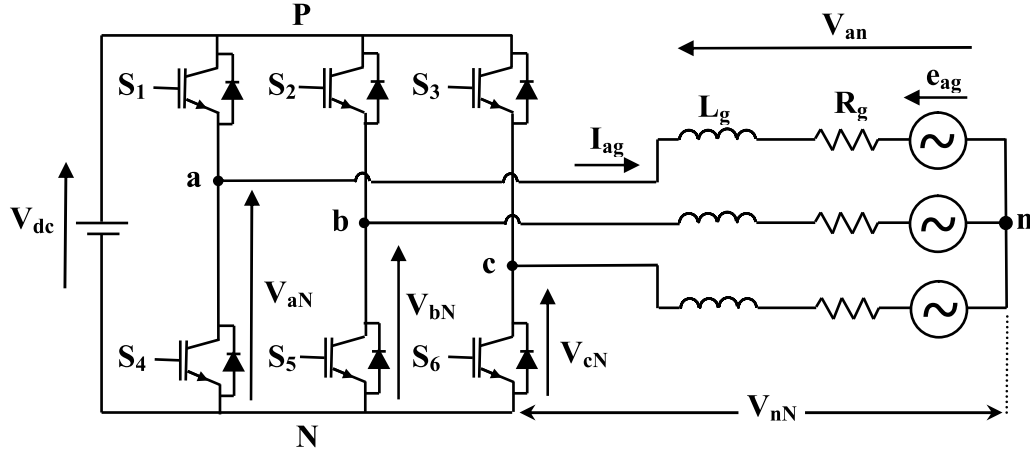 P
V_an
S_1
S_2
S_3
e_ag
L_g
R_g
I_ag
a
V_dc
b
n
c
V_aN
V_bN
V_cN
S_4
S_5
S_6
V_nN
N